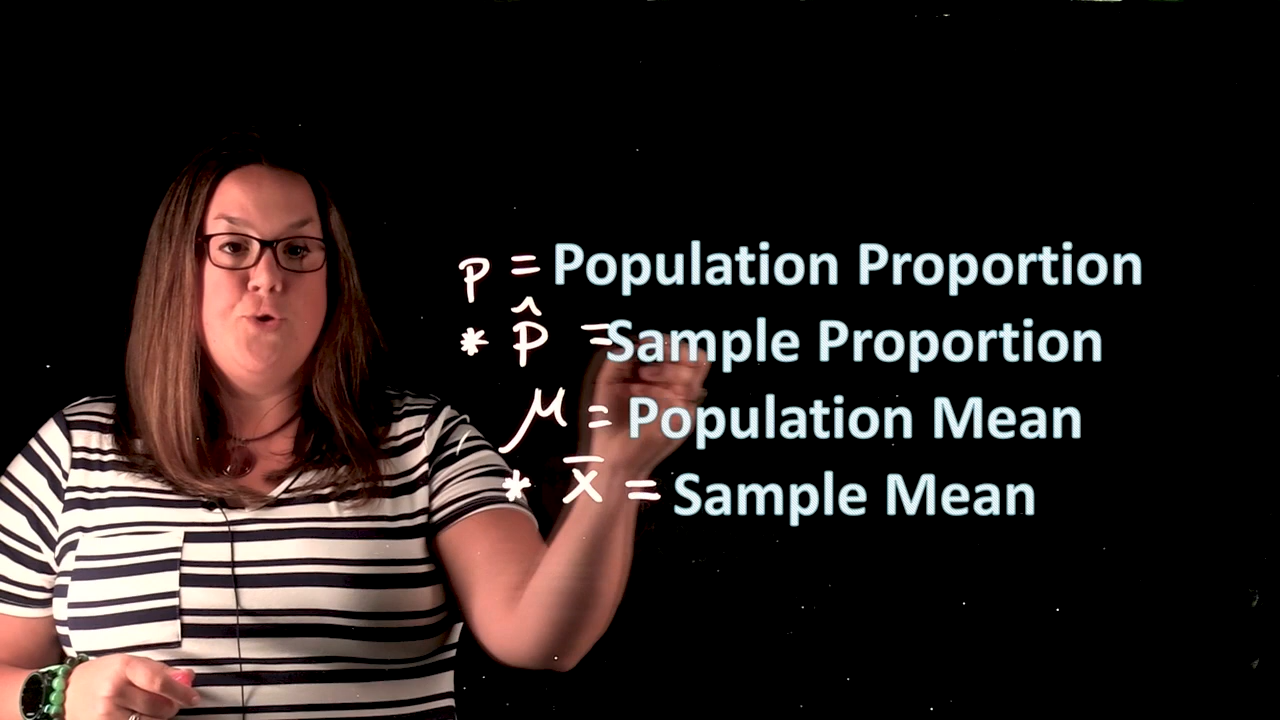 p = Population Proportion
* p̂ = Sample Proportion
μ = Population Mean
* x̄ = Sample Mean